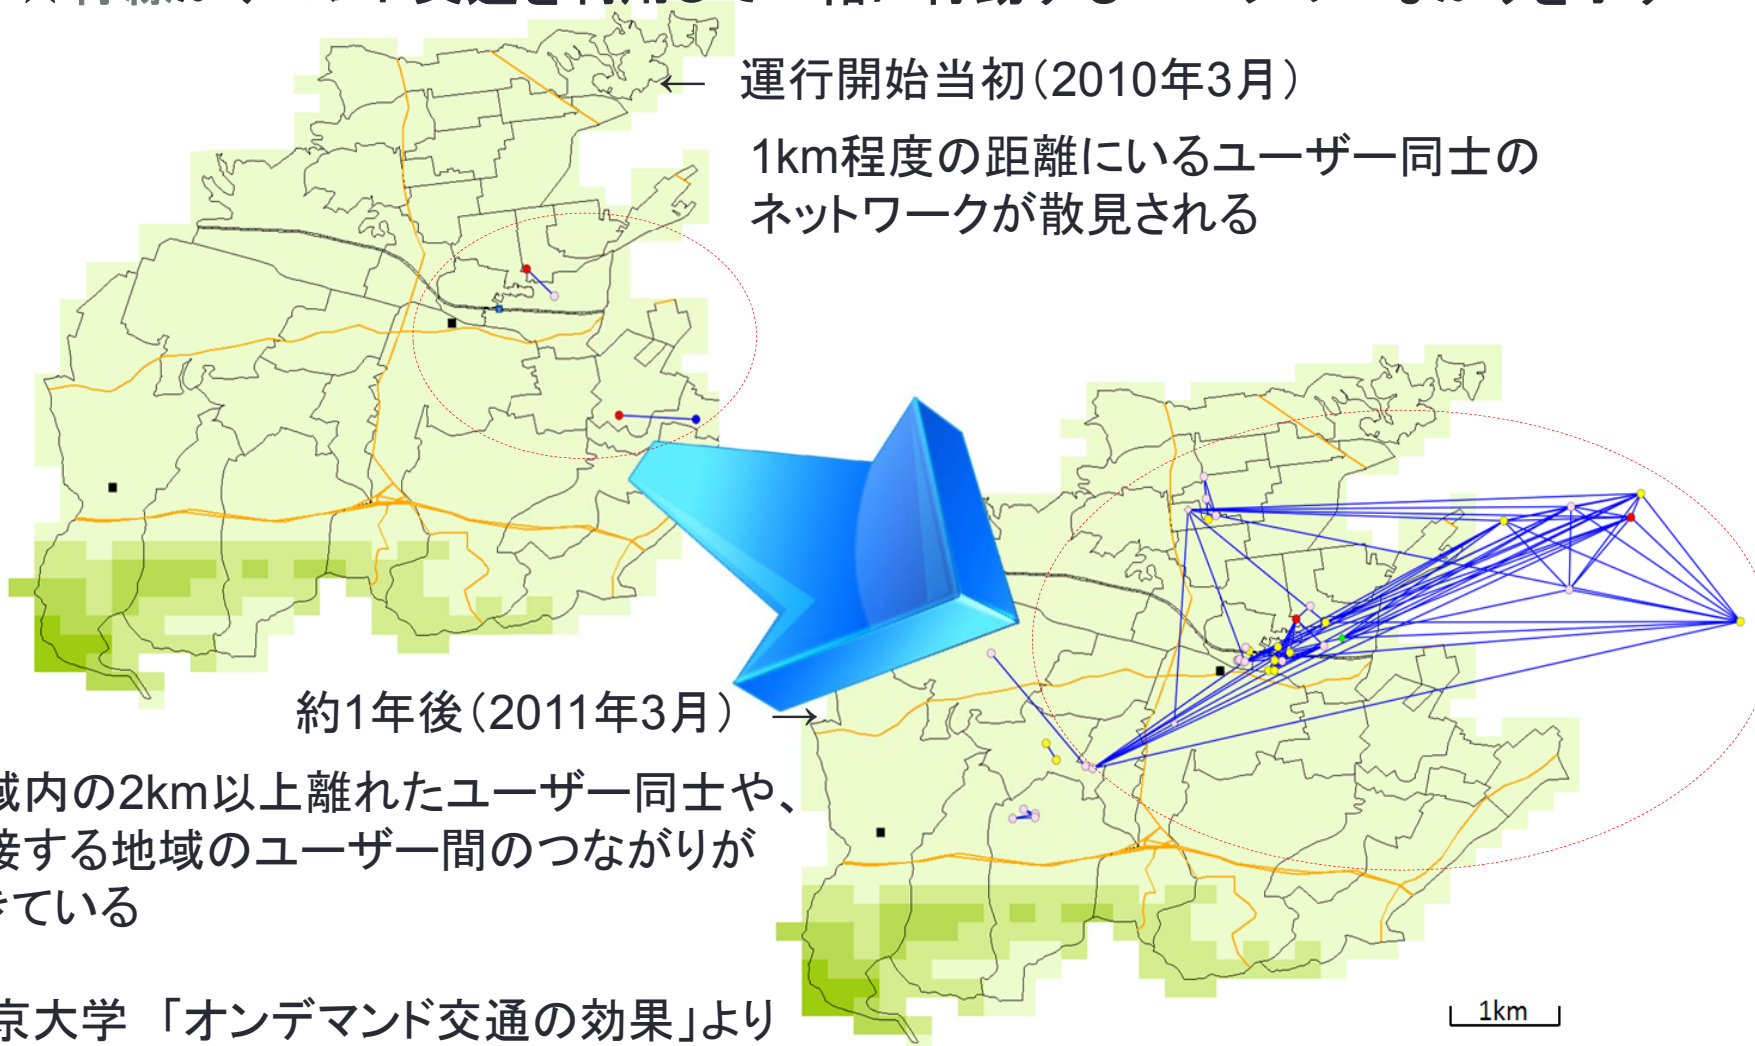 ← 運行開始当初（2010年3月）
1km程度の距離にいるユーザー同士の
ネットワークが散見される
約1年後（2011年3月） →
域内の2km以上離れたユーザー同士や、
接する地域のユーザー間のつながりが
きている
京大学 「オンデマンド交通の効果」より
1km